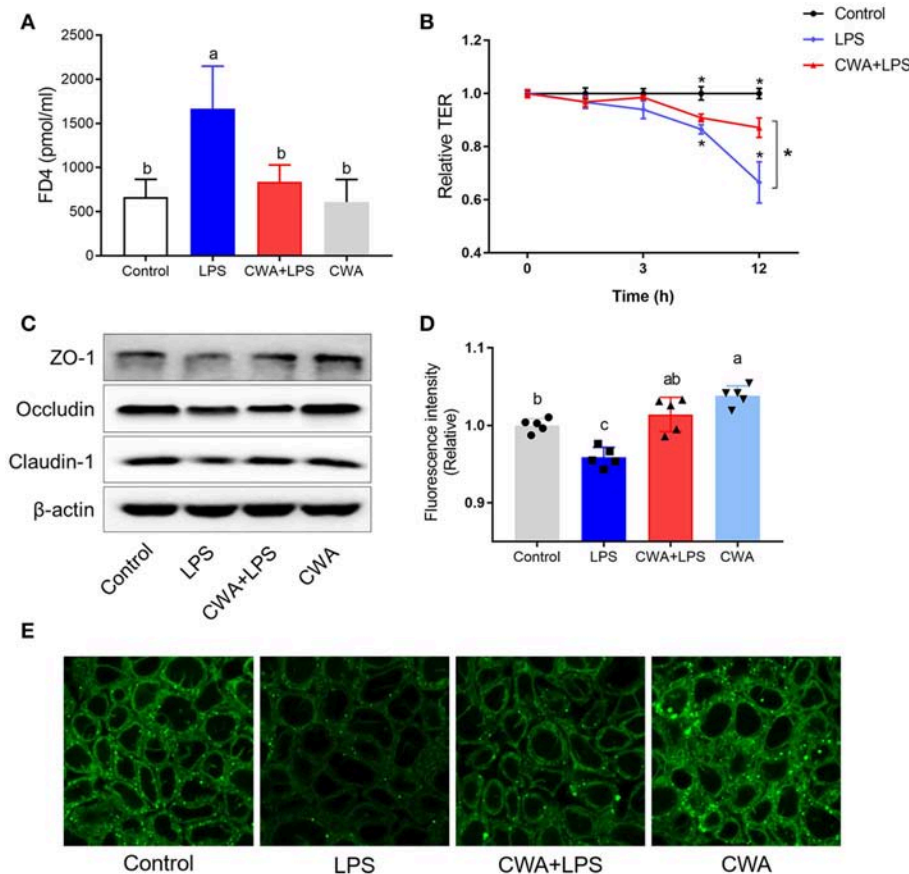 A
FD4 (pmol/ml)
2500
2000
1500
1000
500
0
b
a
b
b
Control
LPS
CWA+LPS
CWA
B
Control
LPS
CWA+LPS
Relative TER
1.2
1.0
0.8
0.6
0.4
* *
* *
*
0 3 12
Time (h)
C
ZO-1
Occludin
Claudin-1
β-actin
Control
LPS
CWA+LPS
CWA
D
Fluorescence intensity
(Relative)
1.1
1.0
0.9
b
c
ab
a
Control
LPS
CWA+LPS
CWA
E
Control
LPS
CWA+LPS
CWA